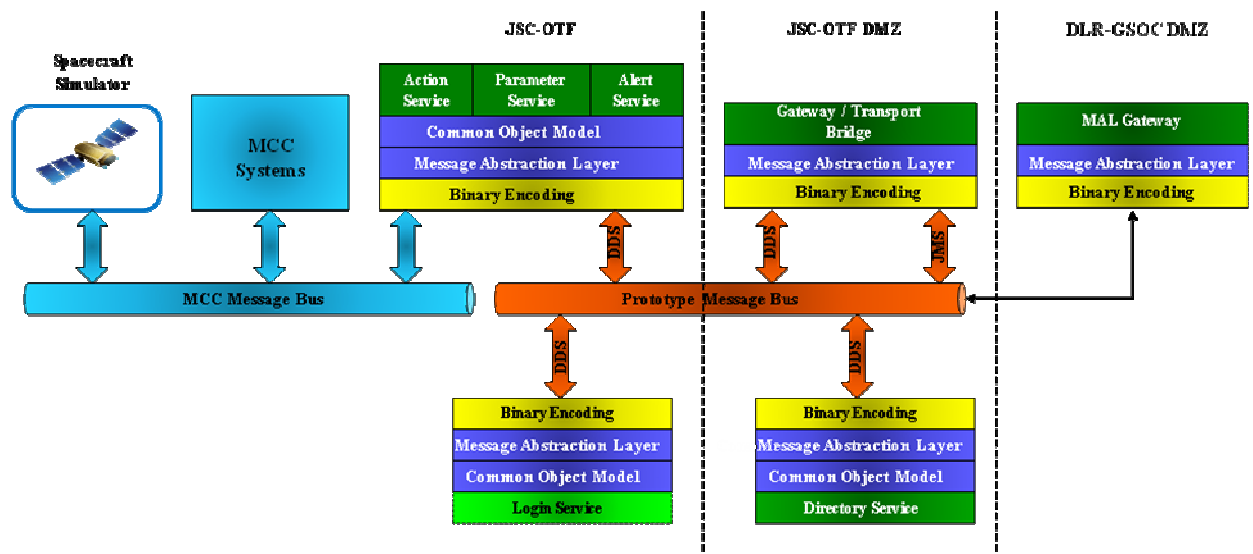 JSC-OTF
JSC-OTF DMZ
DLR-GSOC DMZ
Spacecraft
Simulator
MCC
Systems
Action
Service
Parameter
Service
Alert
Service
Common Object Model
Message Abstraction Layer
Binary Encoding
Gateway / Transport
Bridge
Message Abstraction Layer
Binary Encoding
MAL Gateway
Message Abstraction Layer
Binary Encoding
DDS
DDS
JMS
MCC Message Bus
Prototype Message Bus
DDS
DDS
Binary Encoding
Message Abstraction Layer
Common Object Model
Login Service
Binary Encoding
Message Abstraction Layer
Common Object Model
Directory Service